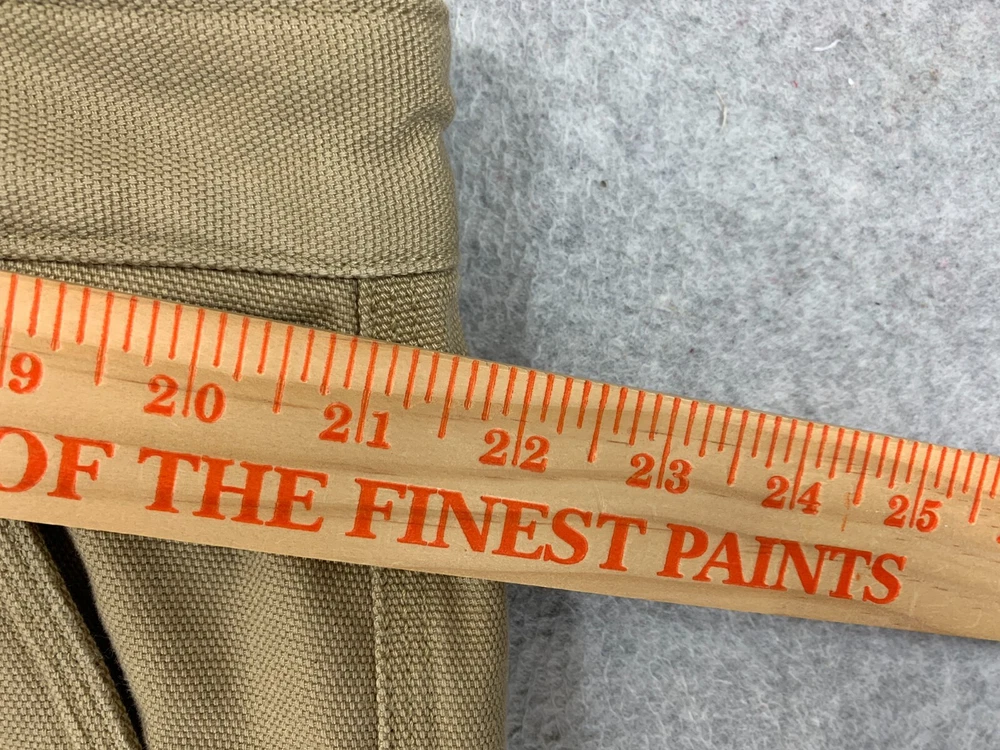 9 20 21 22 23 24 25
OF THE FINEST PAINTS